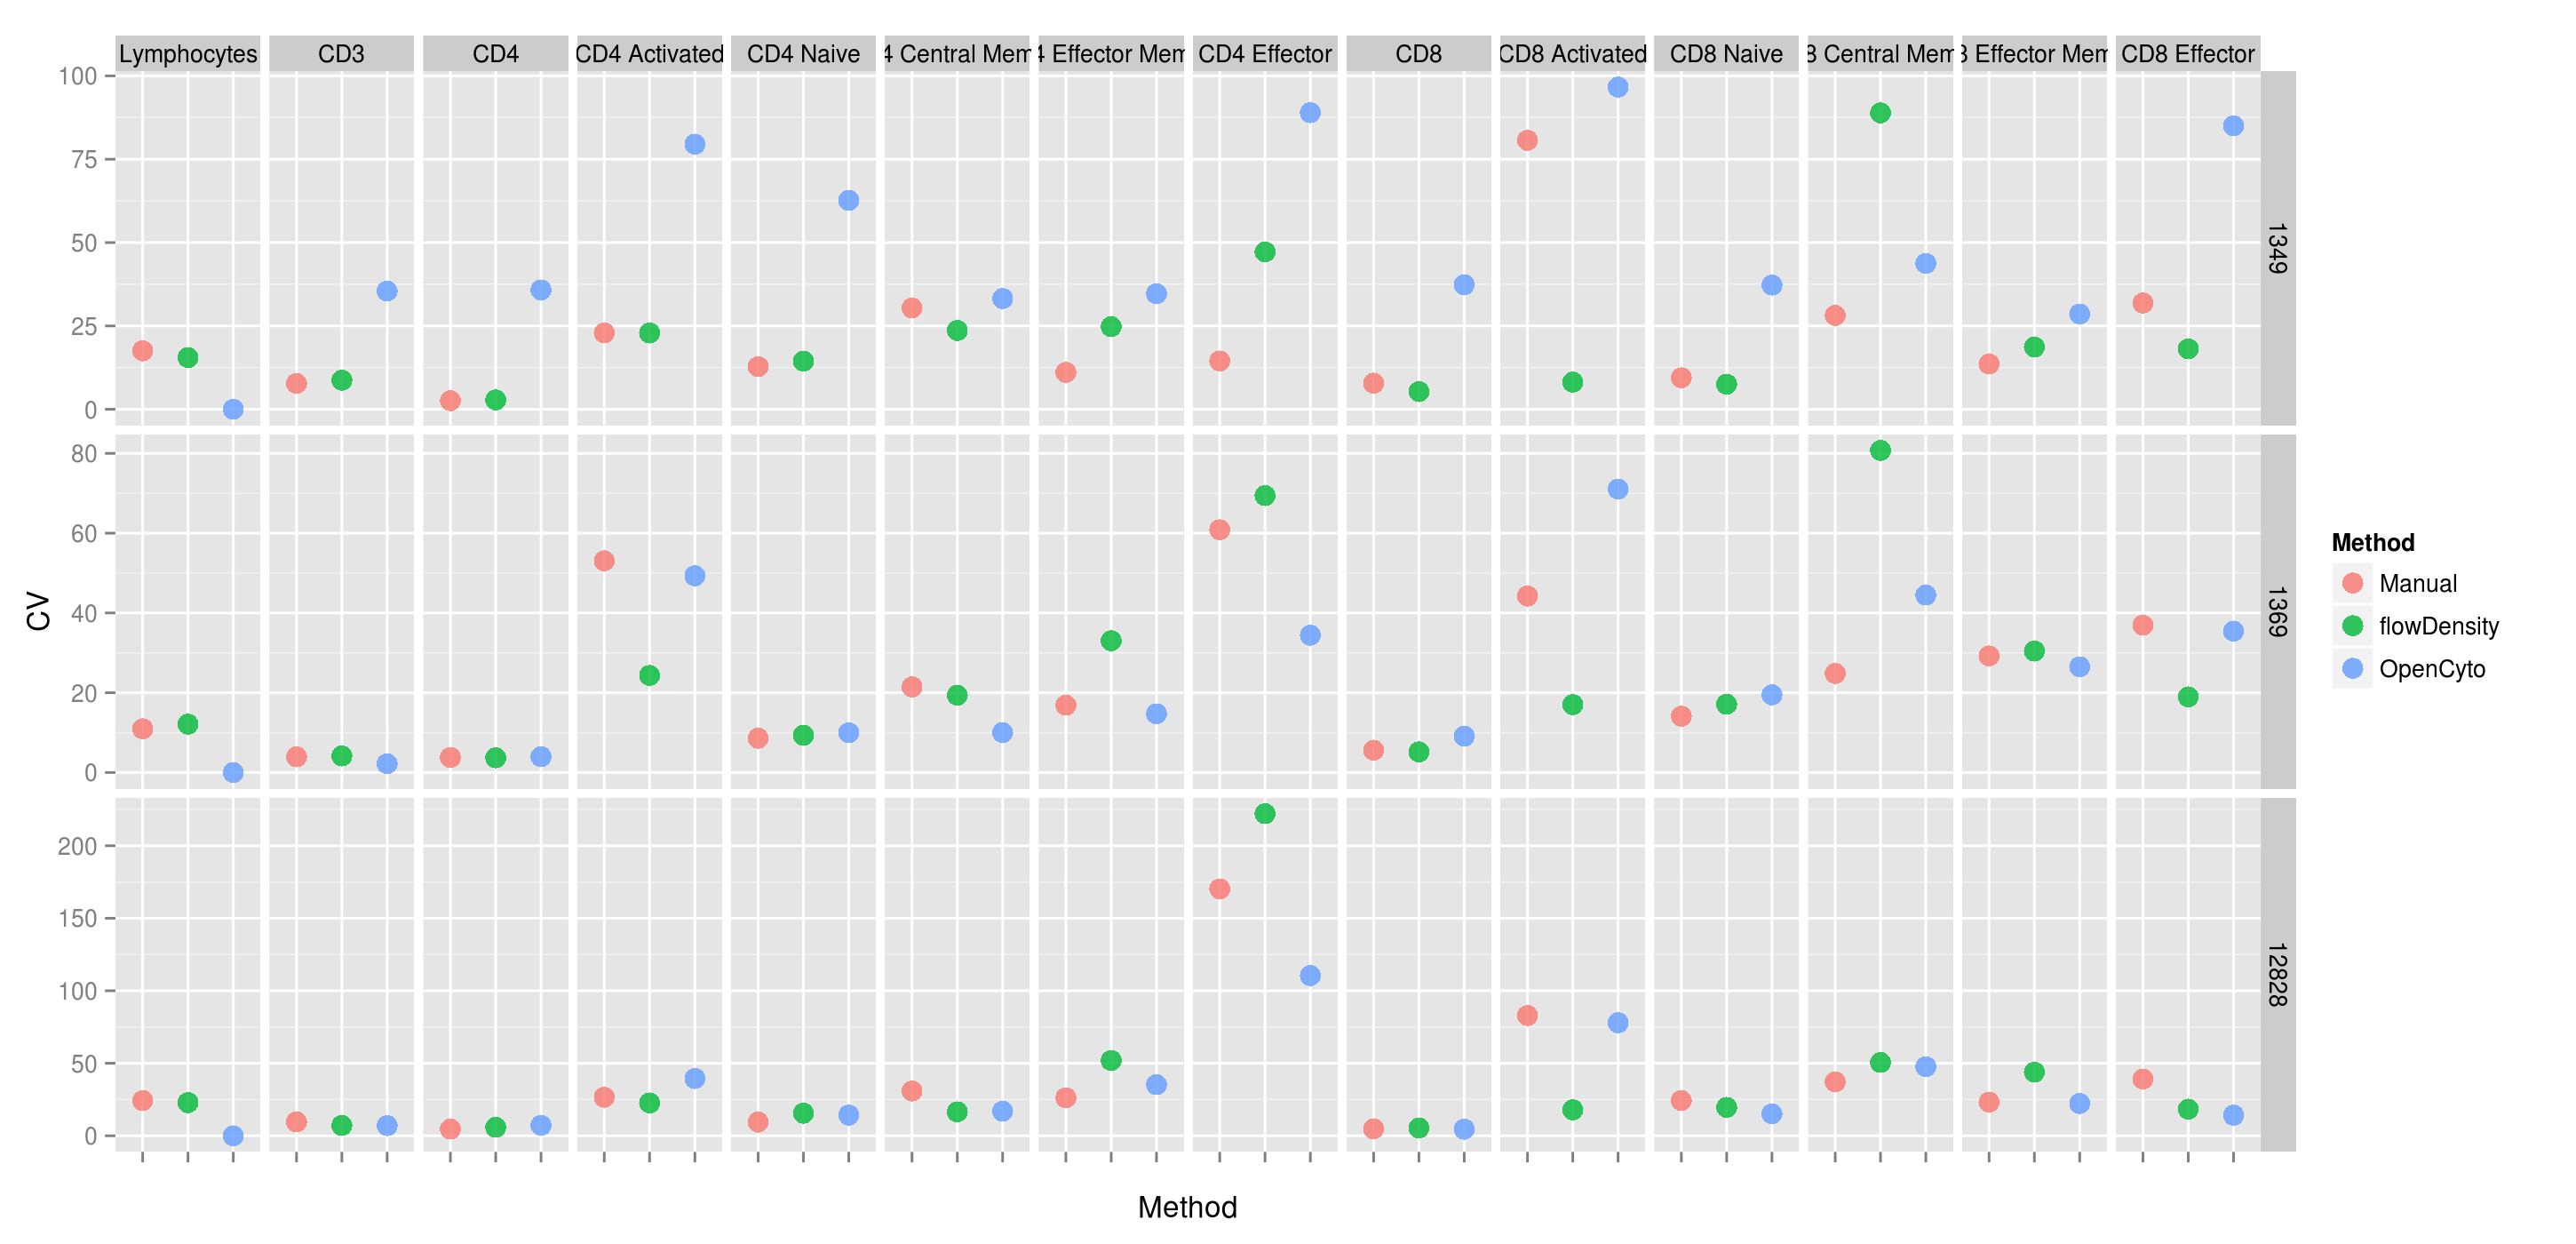 Lymphocytes CD3 CD4 CD4 Activated CD4 Naive 4 Central Mem 4 Effector Mem CD4 Effector CD8 CD8 Activated CD8 Naive 8 Central Mem 8 Effector Mem CD8 Effector
100
75
50
25
0
1349
80
60
40
20
0
1369
200
150
100
50
0
12828
CV
Method
Method
Manual
flowDensity
OpenCyto